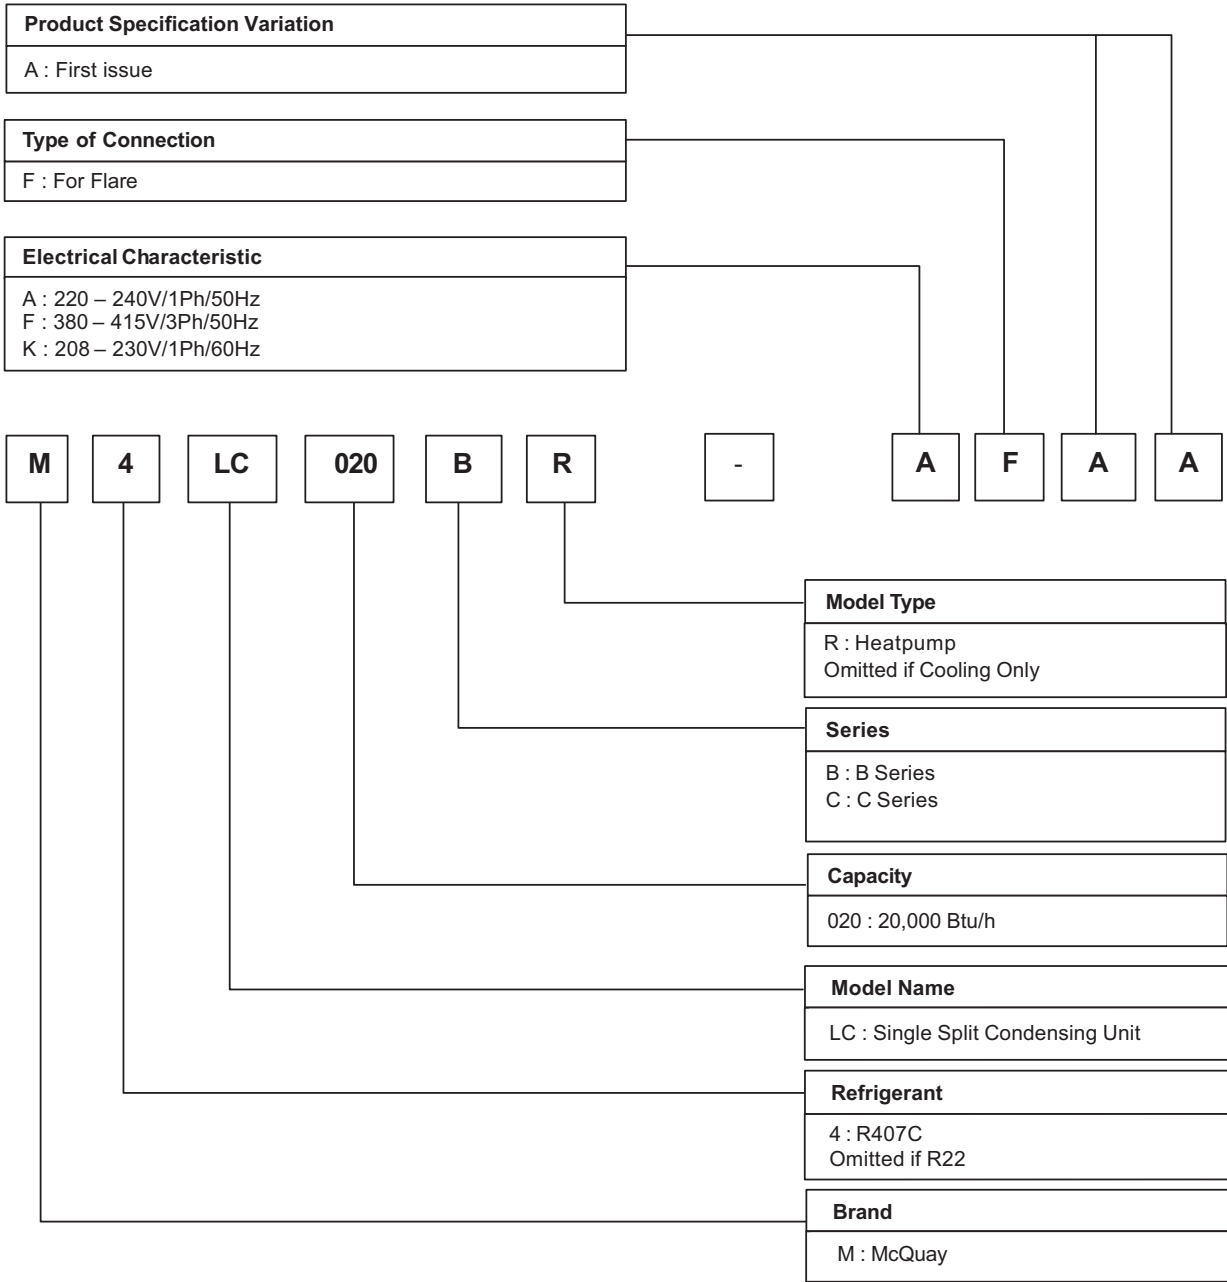 Product Specification Variation
A : First issue
Type of Connection
F : For Flare
Electrical Characteristic
A : 220 – 240V/1Ph/50Hz
F : 380 – 415V/3Ph/50Hz
K : 208 – 230V/1Ph/60Hz
M 4 LC 020 B R - A F A A
Model Type
R : Heatpump
Omitted if Cooling Only
Series
B : B Series
C : C Series
Capacity
020 : 20,000 Btu/h
Model Name
LC : Single Split Condensing Unit
Refrigerant
4 : R407C
Omitted if R22
Brand
M : McQuay